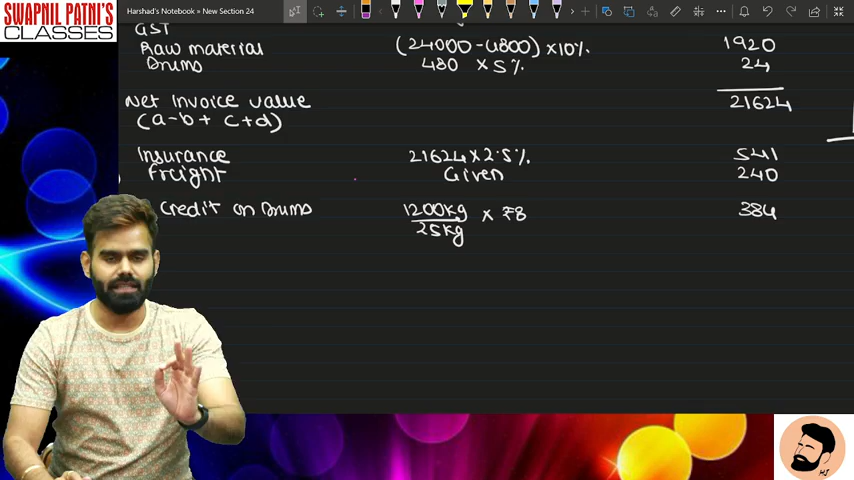 SWAPNIL PATNI'S
CLASSES
Harshad's Notebook » New Section 24
GST
Raw material (24000-4800) × 10% 1920
Drums 480 × 5% 24
Net Invoice value 21624
(a-b+c+d)
Insurance 21624 × 2.5% 541
Freight Given 240
Credit on Drums 1200kg/25kg × ₹8 384
HS